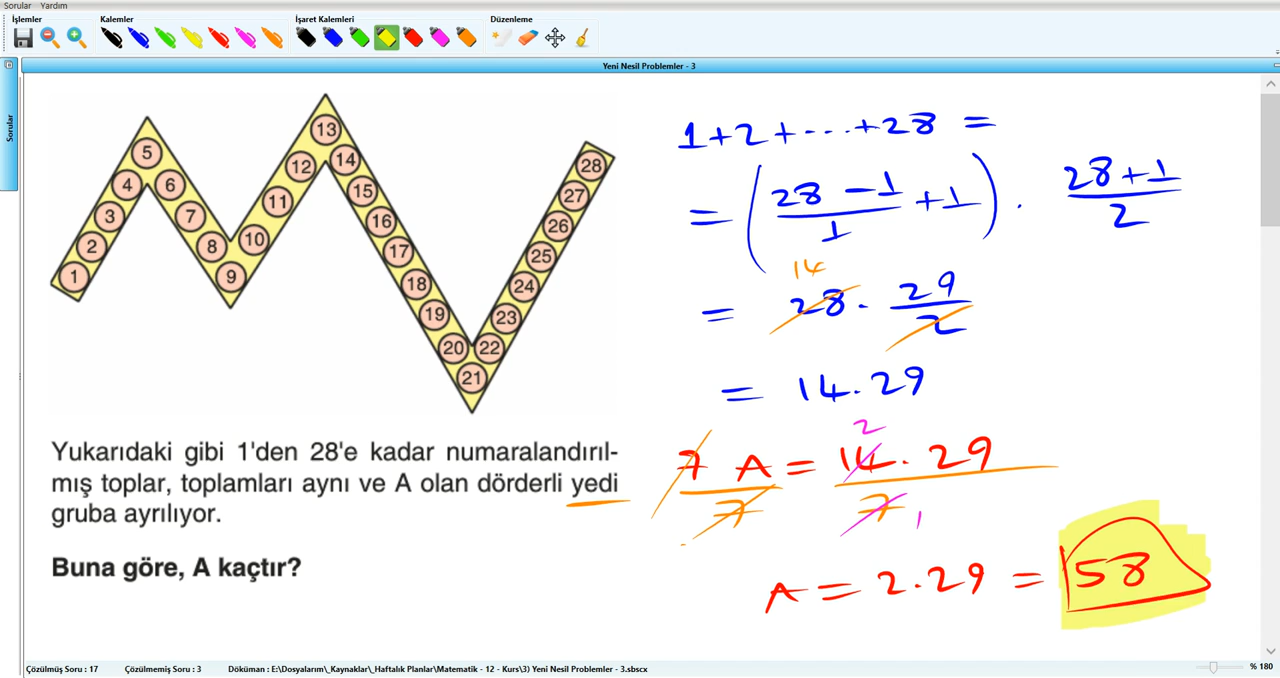 Sorular Yardım
İşlemler Kalemler İşaret Kalemleri Düzenleme
Yeni Nesil Problemler - 3
Sorular
1 2 3 4 5 6 7 8 9 10 11 12 13 14 15 16 17 18 19 20 21 22 23 24 25 26 27 28
Yukarıdaki gibi 1'den 28'e kadar numaralandırıl-
mış toplar, toplamları aynı ve A olan dörderli yedi
gruba ayrılıyor.
Buna göre, A kaçtır?
1+2+...+28 =
= (28 - 1 / 1 + 1) . 28+1 / 2
14
= 28 . 29 / 2
= 14.29
2
7 A = 14.29
7 7 1
A = 2.29 = 58
Çözülmüş Soru : 17 Çözülmemiş Soru : 3 Döküman : E:\Dosyalarım\_Kaynaklar\_Haftalık Planlar\Matematik - 12 - Kurs\3) Yeni Nesil Problemler - 3.sbscx % 180